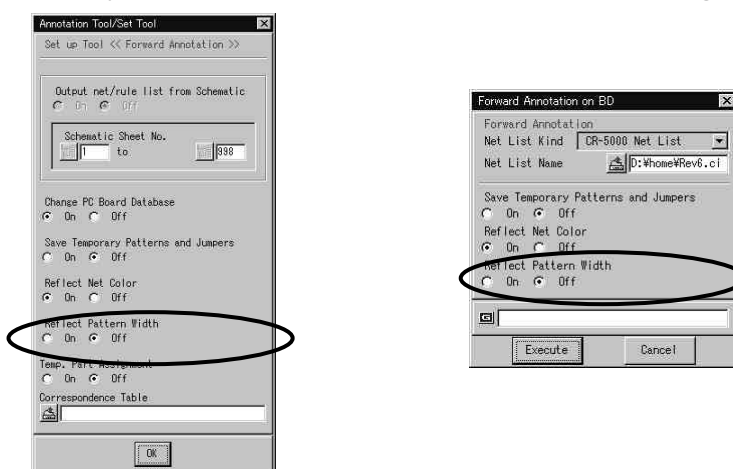 Annotation Tool/Set Tool
Set up Tool << Forward Annotation >>
Output net/rule list from Schematic
On Off
Schematic Sheet No.
1 to 998
Change PC Board Database
On Off
Save Temporary Patterns and Jumpers
On Off
Reflect Net Color
On Off
Reflect Pattern Width
On Off
Temp. Part Assignment
On Off
Correspondence Table
OK
Forward Annotation on BD
Forward Annotation
Net List Kind CR-5000 Net List
Net List Name D:¥home¥Rev6.ci
Save Temporary Patterns and Jumpers
On Off
Reflect Net Color
On Off
Reflect Pattern Width
On Off
G
Execute Cancel